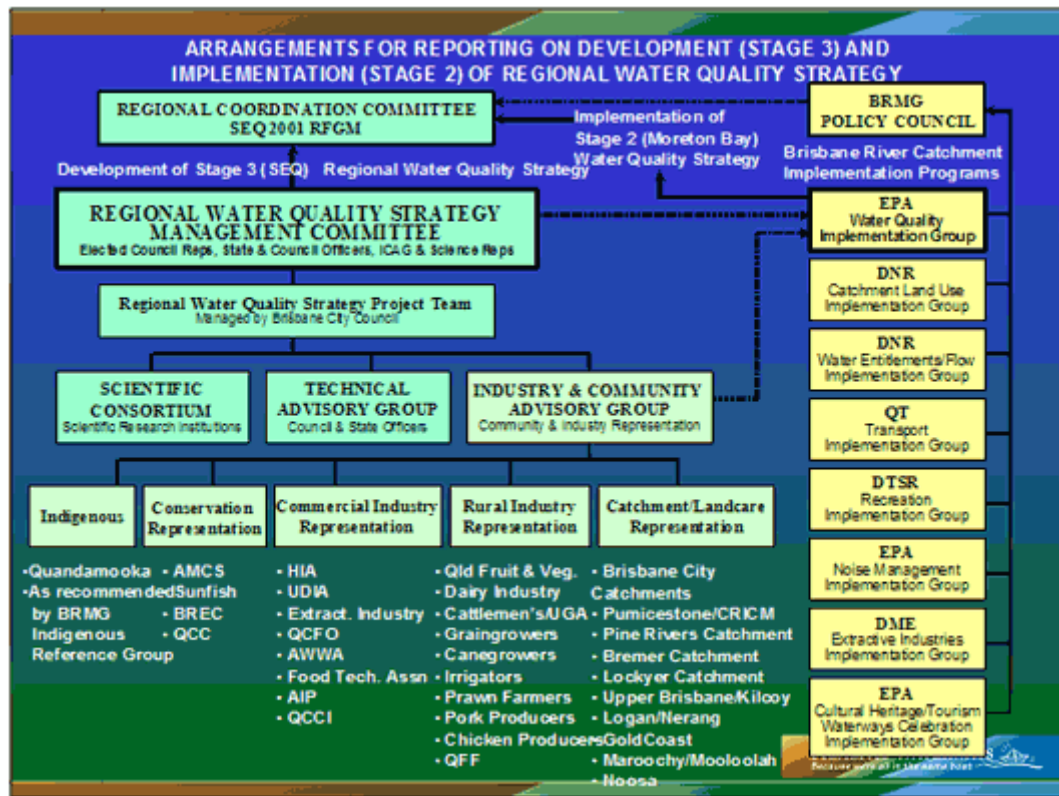 ARRANGEMENTS FOR REPORTING ON DEVELOPMENT (STAGE 3) AND
IMPLEMENTATION (STAGE 2) OF REGIONAL WATER QUALITY STRATEGY
REGIONAL COORDINATION COMMITTEE
SEQ2001 RFGM
Implementation of
Stage 2 (Moreton Bay)
Water Quality Strategy
BRMG
POLICY COUNCIL
Brisbane River Catchment
Implementation Programs
Development of Stage 3 (SEQ) Regional Water Quality Strategy
REGIONAL WATER QUALITY STRATEGY
MANAGEMENT COMMITTEE
Elected Council Reps, State & Council Officers, ICAG & Science Reps
Regional Water Quality Strategy Project Team
Managed by Brisbane City Council
SCIENTIFIC
CONSORTIUM
Scientific Research Institutions
TECHNICAL
ADVISORY GROUP
Council & State Officers
INDUSTRY & COMMUNITY
ADVISORY GROUP
Community & Industry Representation
Indigenous
•Quandamooka
•As recommended
by BRMG
Indigenous
Reference Group
Conservation
Representation
• AMCS
Sunfish
• BREC
• QCC
Commercial Industry
Representation
• HIA
• UDIA
• Extract. Industry
• QCFO
• AWWA
• Food Tech. Assn
• AIP
• QCCI
Rural Industry
Representation
• Qld Fruit & Veg.
• Dairy Industry
• Cattlemen's/UGA
• Graingrowers
• Canegrowers
• Irrigators
• Prawn Farmers
• Pork Producers
• Chicken Producers
• QFF
Catchment/Landcare
Representation
• Brisbane City
Catchments
• Pumicestone/CRICM
• Pine Rivers Catchment
• Bremer Catchment
• Lockyer Catchment
• Upper Brisbane/Kilcoy
• Logan/Nerang
• GoldCoast
• Maroochy/Mooloolah
• Noosa
EPA
Water Quality
Implementation Group
DNR
Catchment Land Use
Implementation Group
DNR
Water Entitlements/Flow
Implementation Group
QT
Transport
Implementation Group
DTSR
Recreation
Implementation Group
EPA
Noise Management
Implementation Group
DME
Extractive Industries
Implementation Group
EPA
Cultural Heritage/Tourism
Waterways Celebration
Implementation Group
Because we're all in the same boat